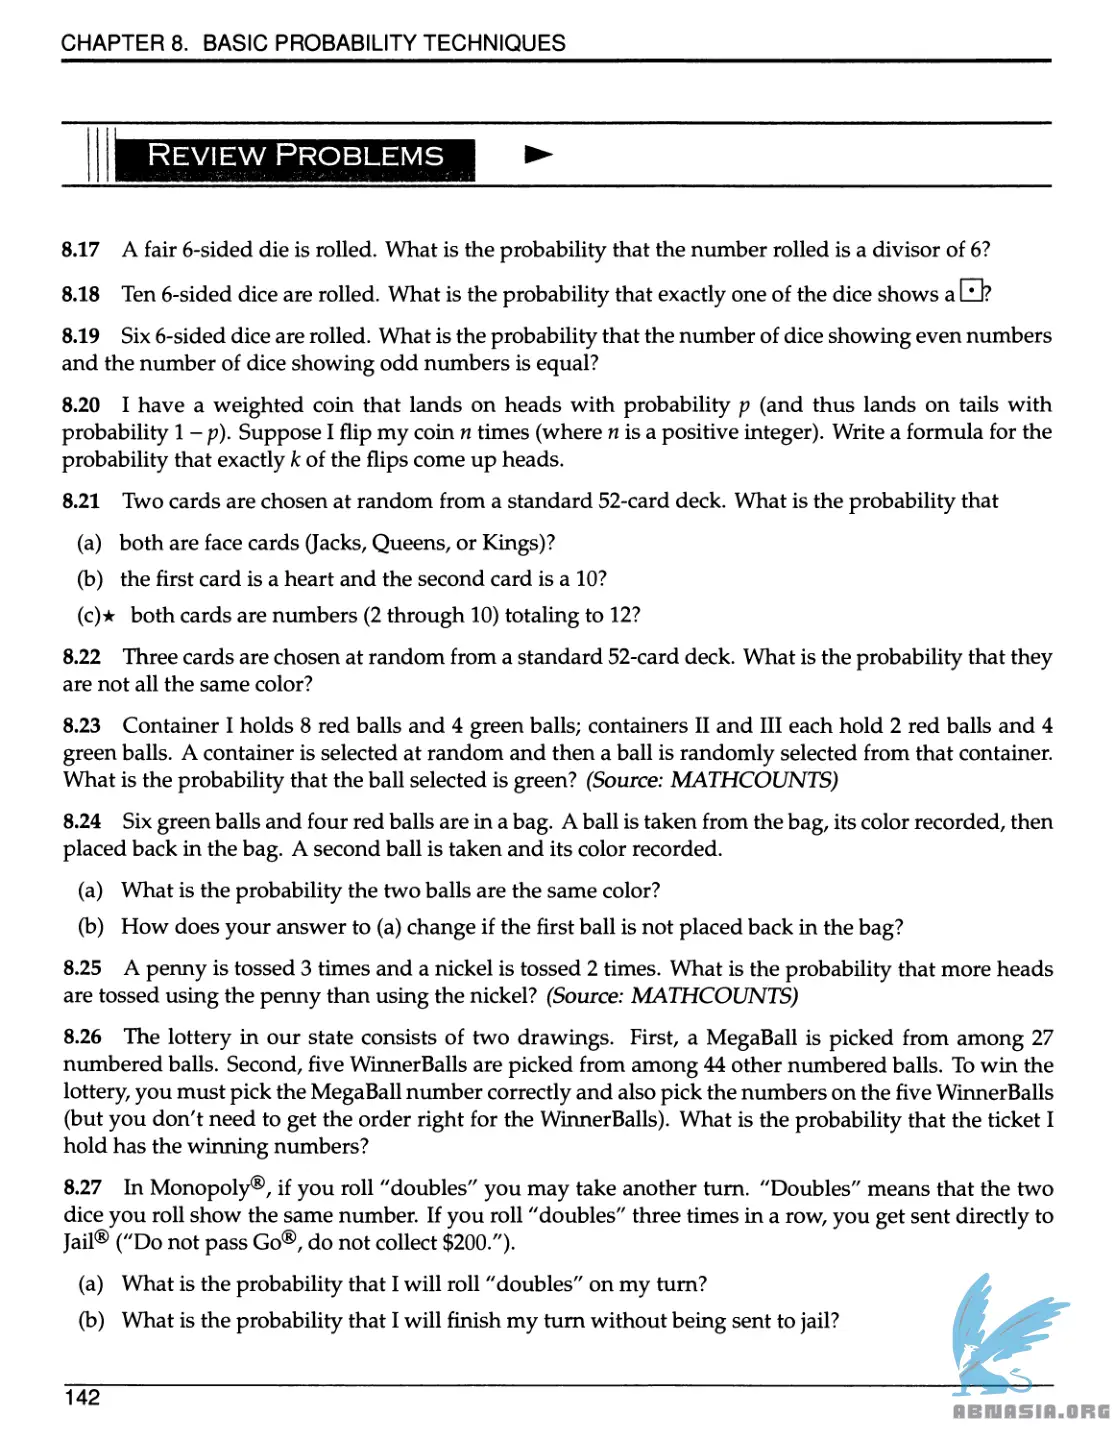 CHAPTER 8. BASIC PROBABILITY TECHNIQUES
REVIEW PROBLEMS
8.17 A fair 6-sided die is rolled. What is the probability that the number rolled is a divisor of 6?
8.18 Ten 6-sided dice are rolled. What is the probability that exactly one of the dice shows a ⚀?
8.19 Six 6-sided dice are rolled. What is the probability that the number of dice showing even numbers
and the number of dice showing odd numbers is equal?
8.20 I have a weighted coin that lands on heads with probability p (and thus lands on tails with
probability 1 – p). Suppose I flip my coin n times (where n is a positive integer). Write a formula for the
probability that exactly k of the flips come up heads.
8.21 Two cards are chosen at random from a standard 52-card deck. What is the probability that
(a) both are face cards (Jacks, Queens, or Kings)?
(b) the first card is a heart and the second card is a 10?
(c)★ both cards are numbers (2 through 10) totaling to 12?
8.22 Three cards are chosen at random from a standard 52-card deck. What is the probability that they
are not all the same color?
8.23 Container I holds 8 red balls and 4 green balls; containers II and III each hold 2 red balls and 4
green balls. A container is selected at random and then a ball is randomly selected from that container.
What is the probability that the ball selected is green? (Source: MATHCOUNTS)
8.24 Six green balls and four red balls are in a bag. A ball is taken from the bag, its color recorded, then
placed back in the bag. A second ball is taken and its color recorded.
(a) What is the probability the two balls are the same color?
(b) How does your answer to (a) change if the first ball is not placed back in the bag?
8.25 A penny is tossed 3 times and a nickel is tossed 2 times. What is the probability that more heads
are tossed using the penny than using the nickel? (Source: MATHCOUNTS)
8.26 The lottery in our state consists of two drawings. First, a MegaBall is picked from among 27
numbered balls. Second, five WinnerBalls are picked from among 44 other numbered balls. To win the
lottery, you must pick the MegaBall number correctly and also pick the numbers on the five WinnerBalls
(but you don't need to get the order right for the WinnerBalls). What is the probability that the ticket I
hold has the winning numbers?
8.27 In Monopoly®, if you roll "doubles" you may take another turn. "Doubles" means that the two
dice you roll show the same number. If you roll "doubles" three times in a row, you get sent directly to
Jail® ("Do not pass Go®, do not collect $200.").
(a) What is the probability that I will roll "doubles" on my turn?
(b) What is the probability that I will finish my turn without being sent to jail?
142
ABNASIA.ORG